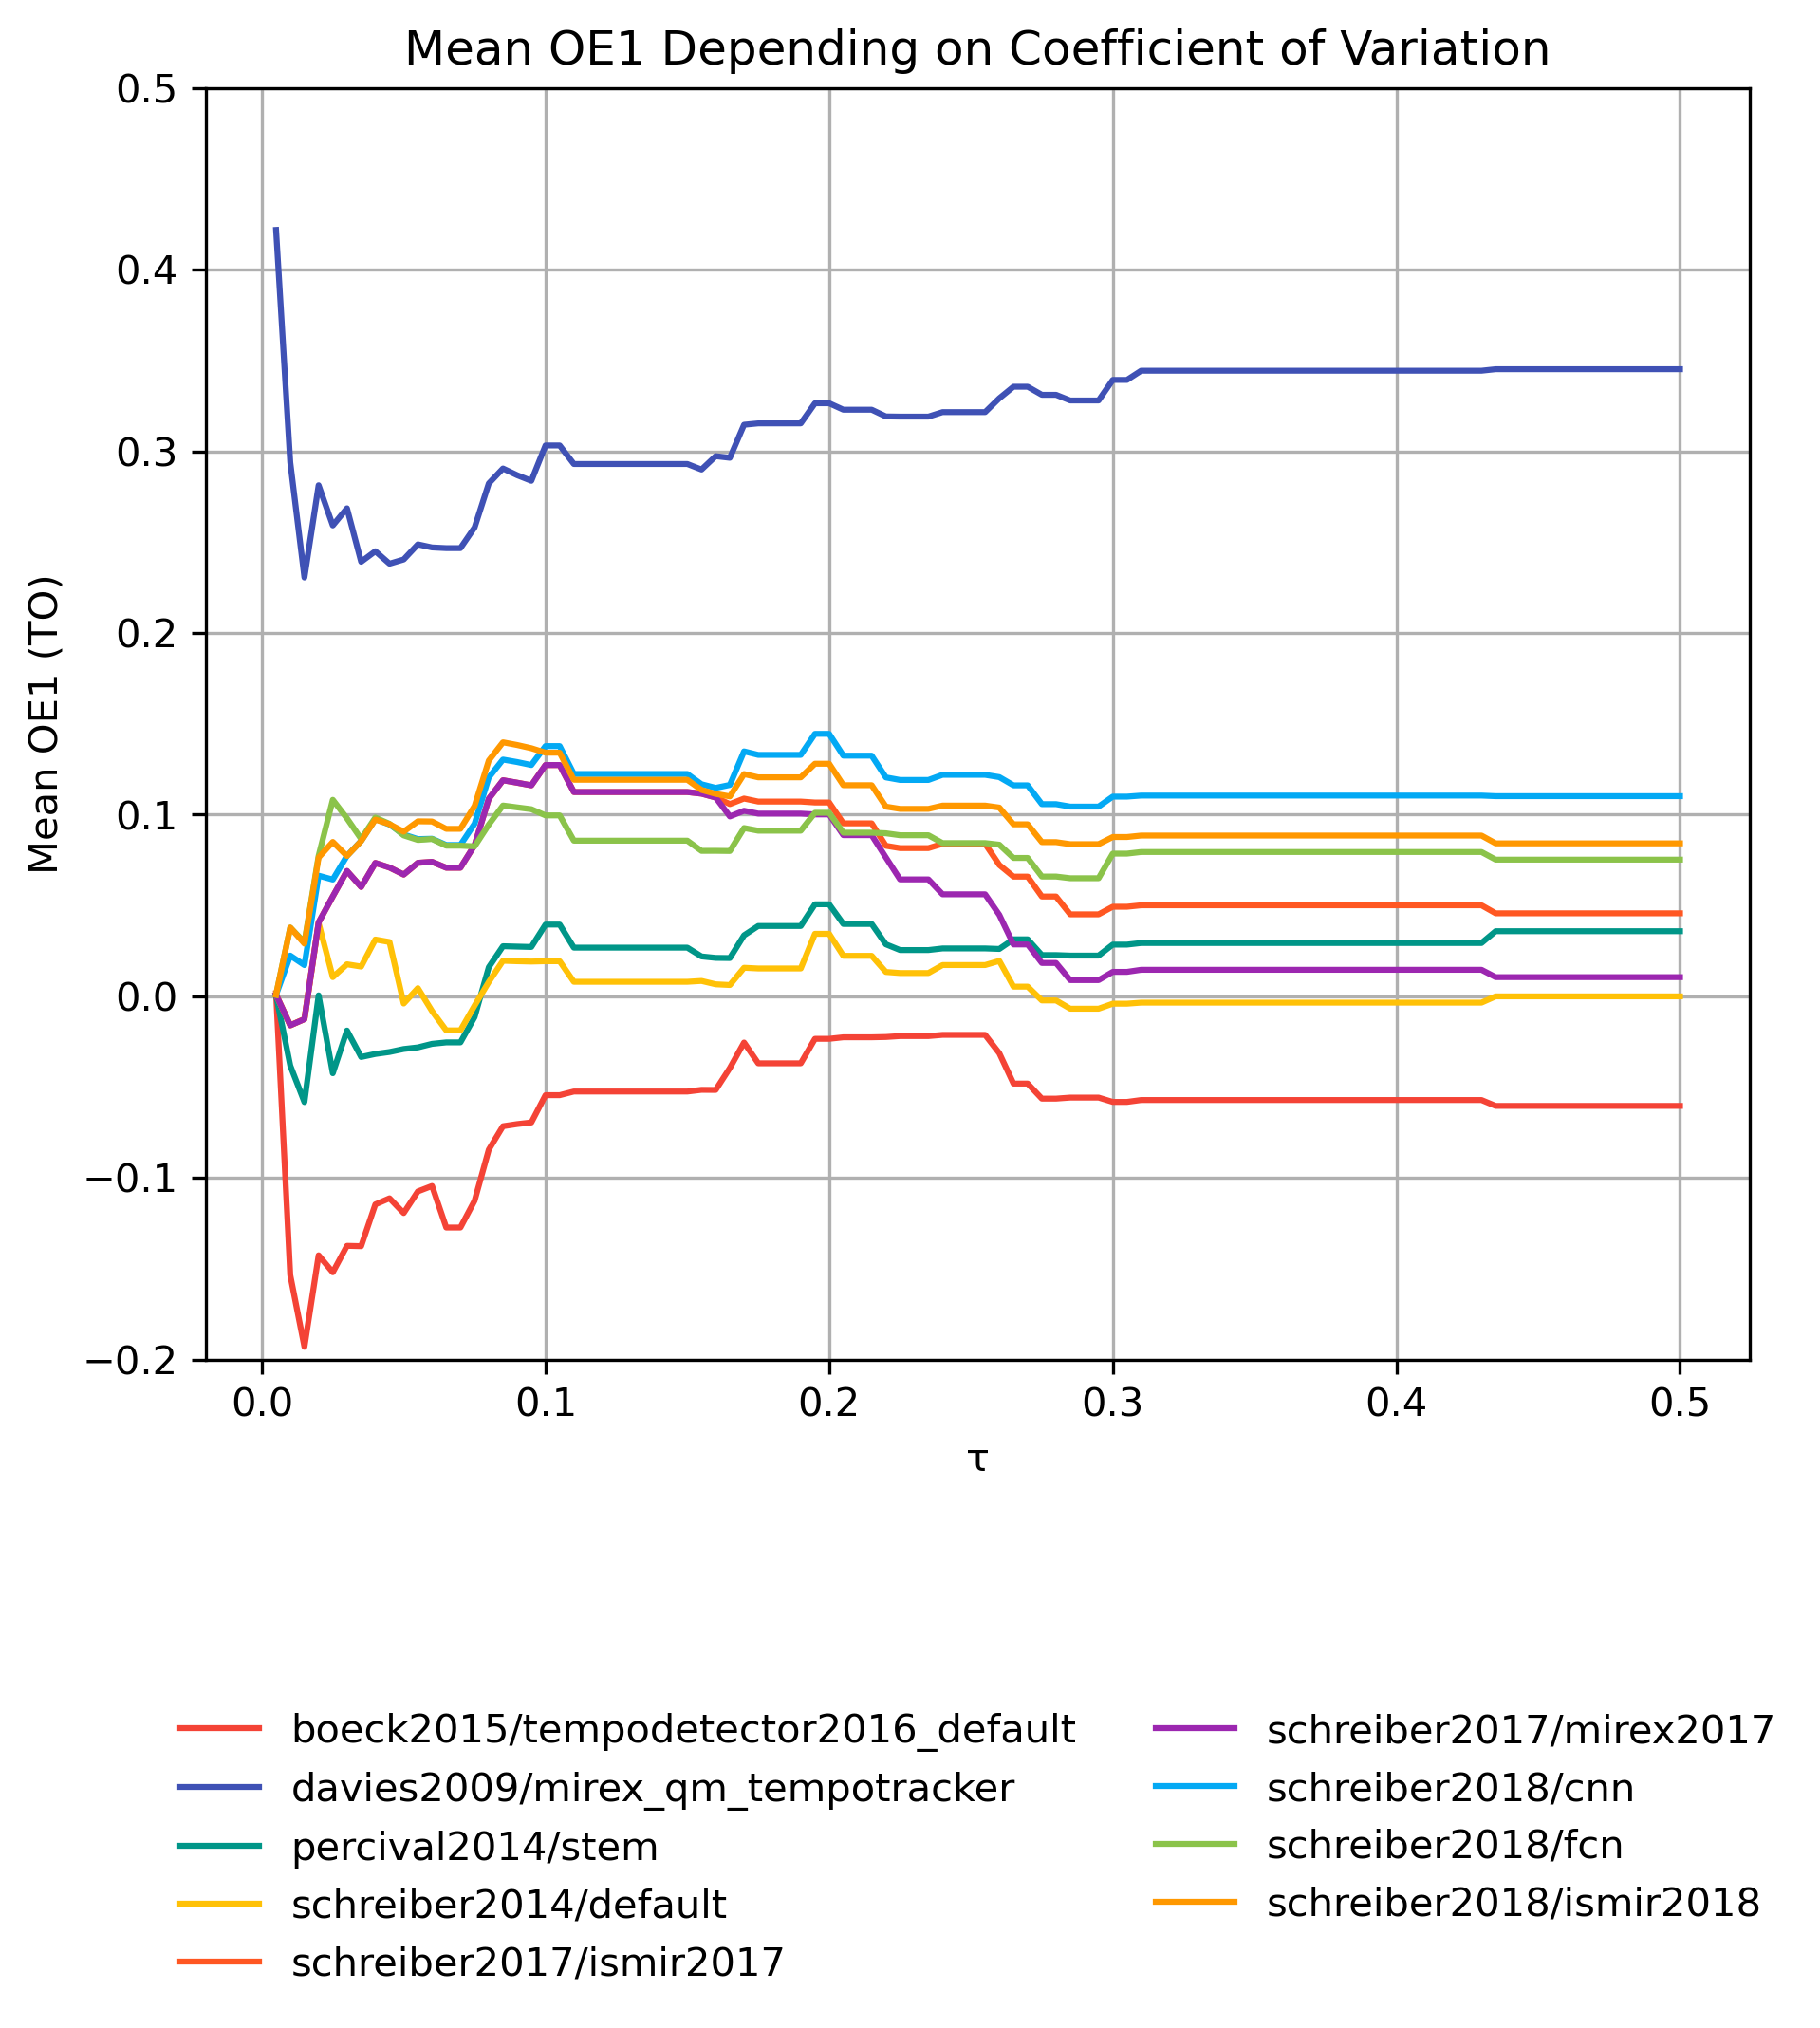 Mean OE1 Depending on Coefficient of Variation
0.5
0.4
0.3
0.2
0.1
0.0
−0.1
−0.2
Mean OE1 (TO)
0.0 0.1 0.2 0.3 0.4 0.5
τ
boeck2015/tempodetector2016_default
davies2009/mirex_qm_tempotracker
percival2014/stem
schreiber2014/default
schreiber2017/ismir2017
schreiber2017/mirex2017
schreiber2018/cnn
schreiber2018/fcn
schreiber2018/ismir2018